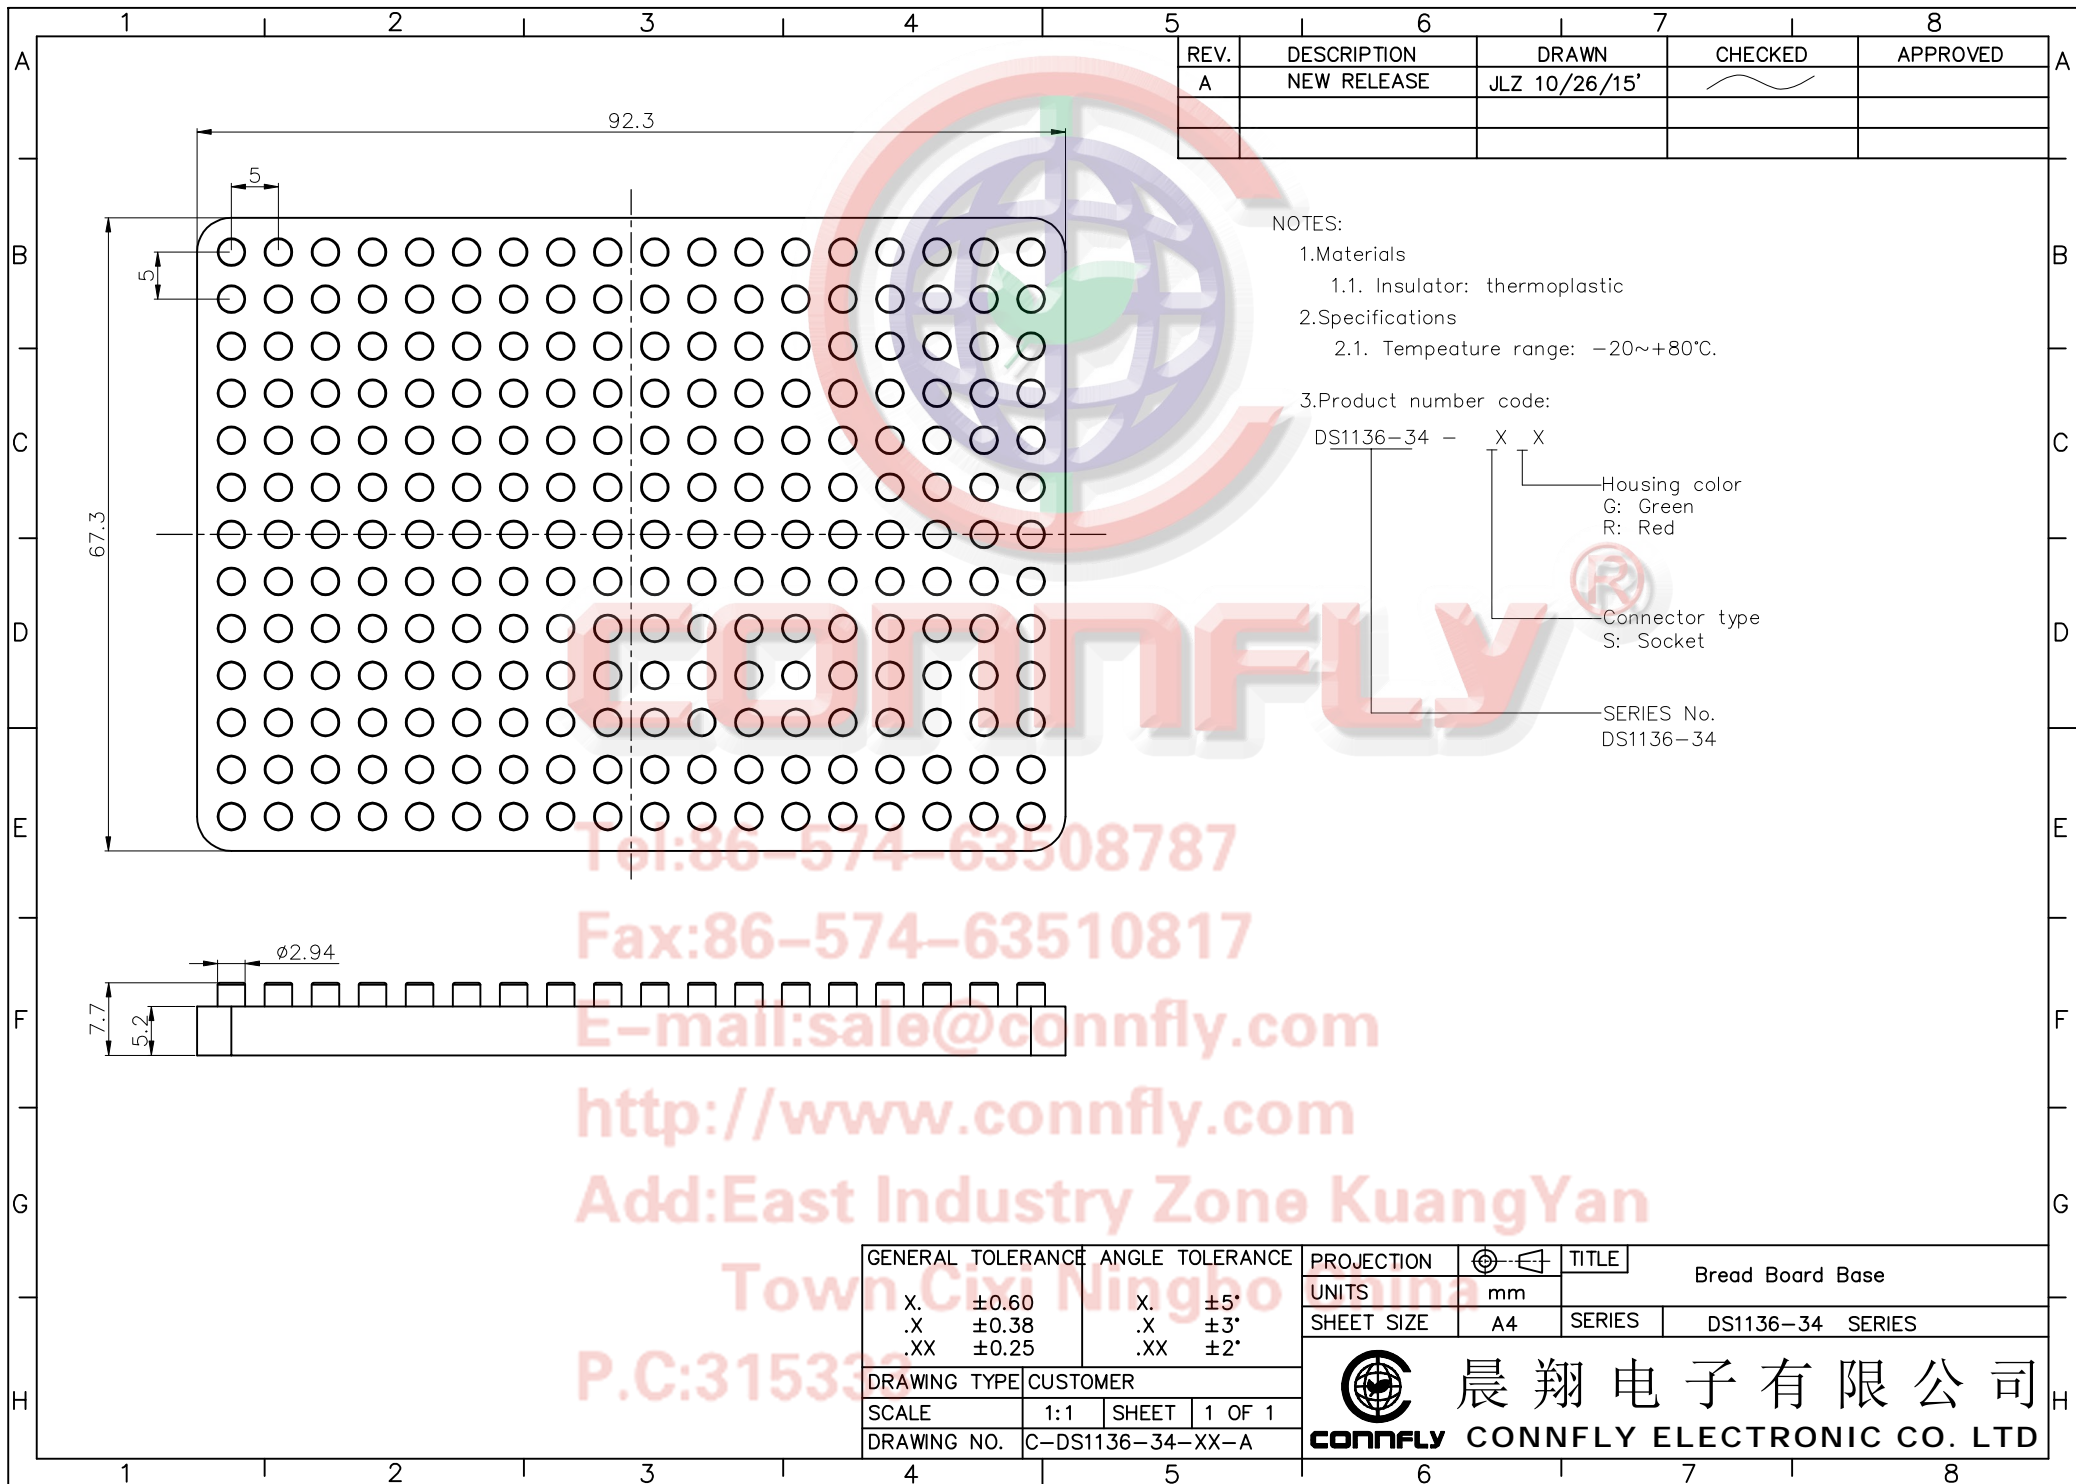 1 2 3 4 5 6 7 8
A A
REV. DESCRIPTION DRAWN CHECKED APPROVED
A NEW RELEASE JLZ 10/26/15'
92.3
5
5
67.3
B B
NOTES:
1.Materials
1.1. Insulator: thermoplastic
2.Specifications
2.1. Tempeature range: -20~+80°C.
3.Product number code:
DS1136-34 - X X
C C
Housing color
G: Green
R: Red
®
CONNFLY
Connector type
S: Socket
D D
SERIES No.
DS1136-34
E E
Tel:86-574-63508787
Fax:86-574-63510817
ø2.94
7.7
5.2
F F
E-mail:sale@connfly.com
http://www.connfly.com
Add:East Industry Zone KuangYan
G G
Town Cixi Ningbo China
P.C:315333
GENERAL TOLERANCE ANGLE TOLERANCE
X. ±0.60 X. ±5°
.X ±0.38 .X ±3°
.XX ±0.25 .XX ±2°
PROJECTION TITLE Bread Board Base
UNITS mm
SHEET SIZE A4 SERIES DS1136-34 SERIES
DRAWING TYPE CUSTOMER
SCALE 1:1 SHEET 1 OF 1
DRAWING NO. C-DS1136-34-XX-A
晨翔电子有限公司
CONNFLY CONNFLY ELECTRONIC CO. LTD
H H
1 2 3 4 5 6 7 8